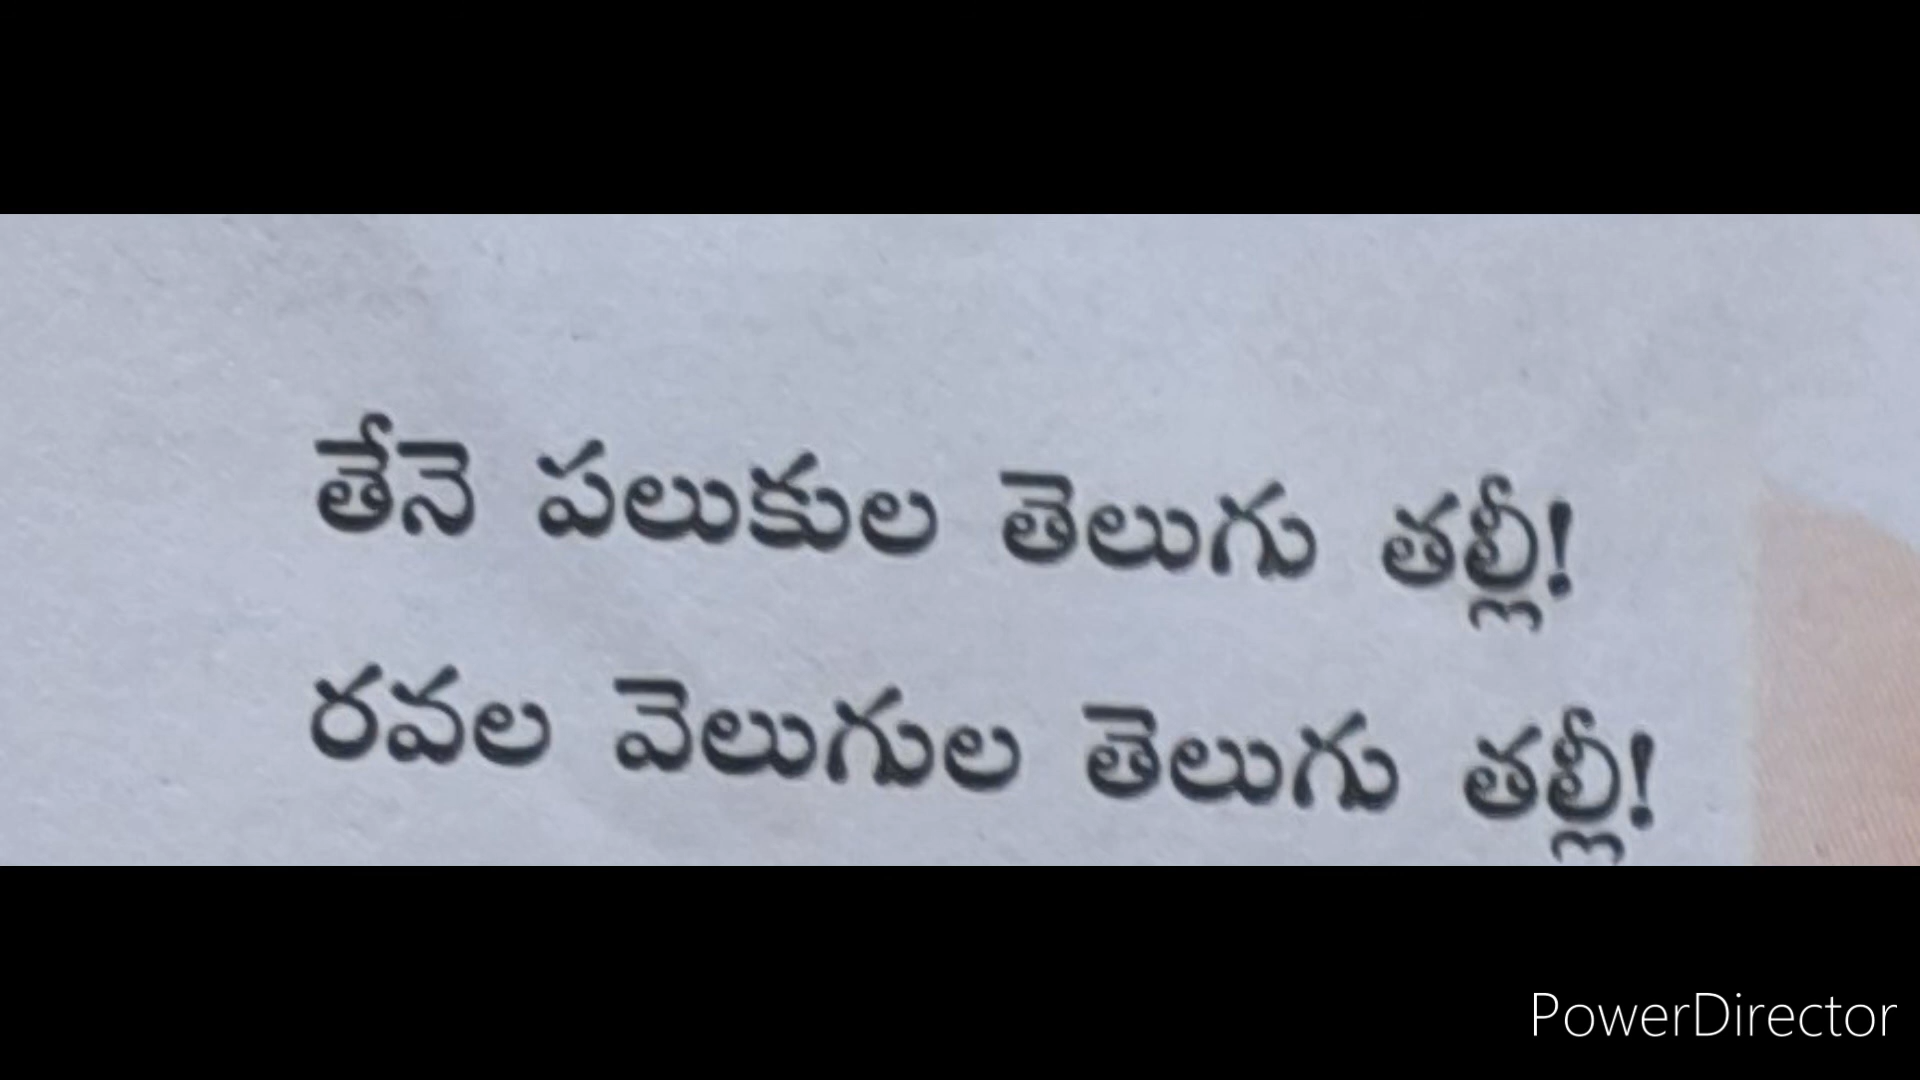 తేనె పలుకుల తెలుగు తల్లీ!
రవల వెలుగుల తెలుగు తల్లీ!
PowerDirector